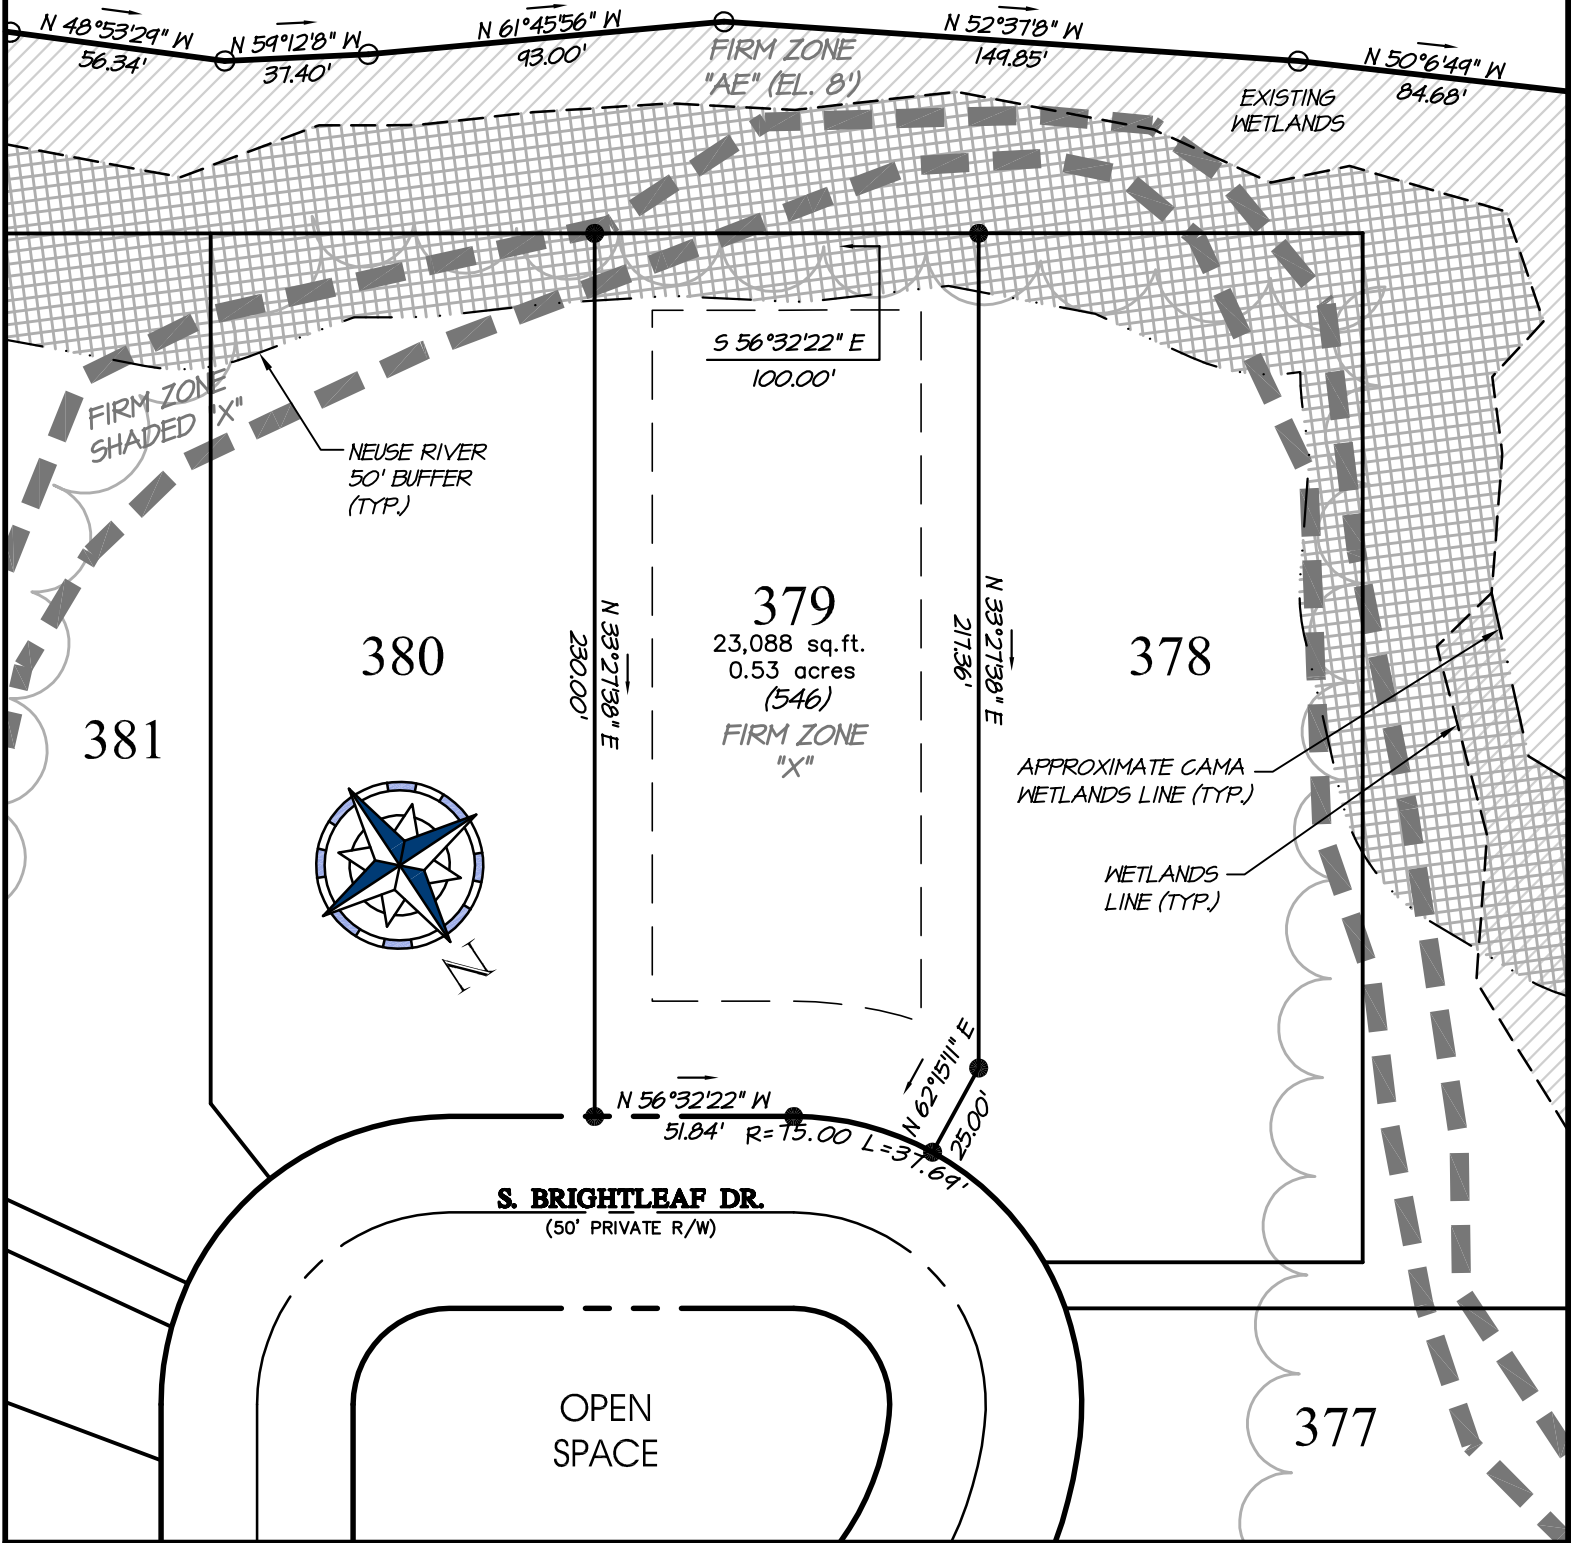 N 48°53'29" W
56.34'
N 59°12'8" W
37.40'
N 61°45'56" W
93.00'
FIRM ZONE
"AE" (EL. 8')
N 52°37'8" W
149.85'
EXISTING
WETLANDS
N 50°6'49" W
84.68'
S 56°32'22" E
100.00'
FIRM ZONE
SHADED "X"
NEUSE RIVER
50' BUFFER
(TYP.)
380
381
N 33°27'38" E
230.00'
379
23,088 sq.ft.
0.53 acres
(546)
FIRM ZONE
"X"
N 33°27'38" E
217.36'
378
APPROXIMATE CAMA
WETLANDS LINE (TYP.)
WETLANDS
LINE (TYP.)
N
N 62°15'11" E
25.00'
N 56°32'22" W
51.84'
R=75.00
L=37.69'
S. BRIGHTLEAF DR.
(50' PRIVATE R/W)
OPEN
SPACE
377